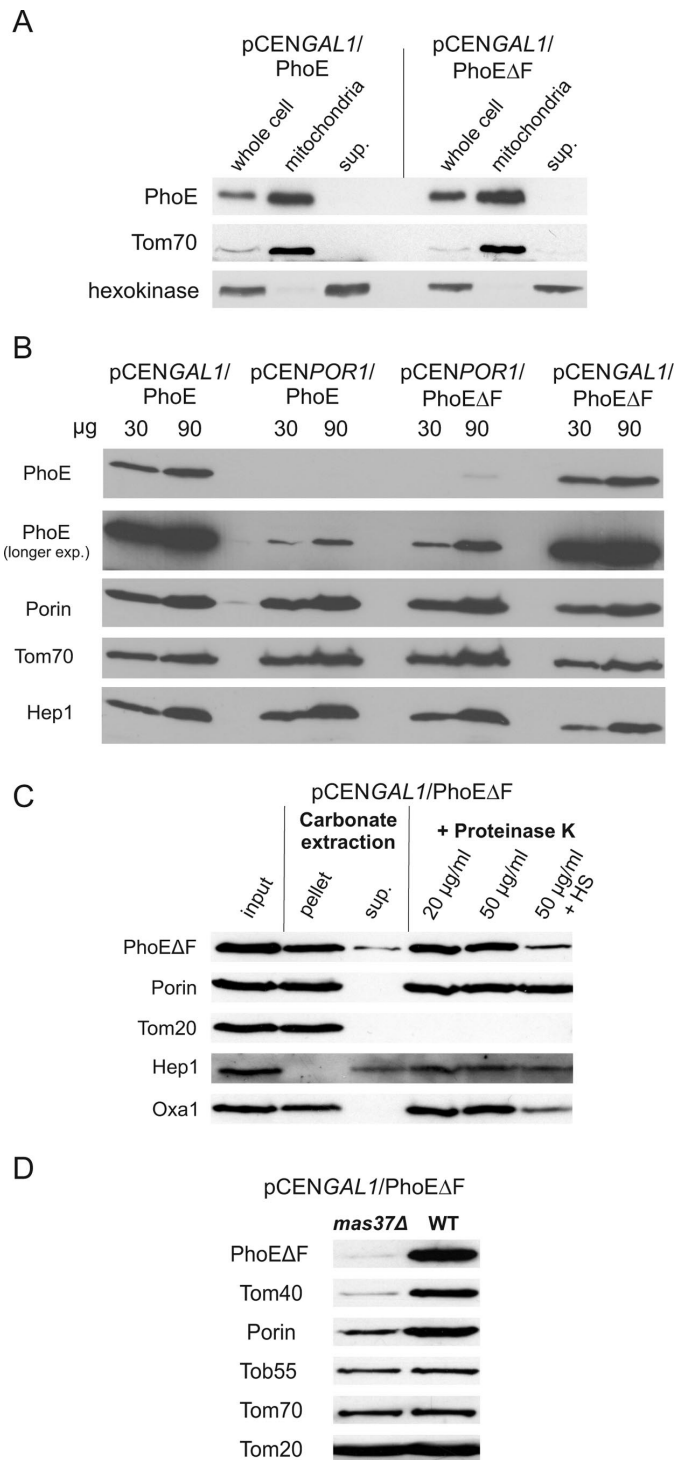 A
pCENGAL1/ pCENGAL1/
PhoE PhoEΔF
whole cell mitochondria sup. whole cell mitochondria sup.
PhoE
Tom70
hexokinase
B
pCENGAL1/ pCENPOR1/ pCENPOR1/ pCENGAL1/
PhoE PhoE PhoEΔF PhoEΔF
µg 30 90 30 90 30 90 30 90
PhoE
PhoE
(longer exp.)
Porin
Tom70
Hep1
C
pCENGAL1/PhoEΔF
Carbonate
extraction + Proteinase K
input pellet sup. 20 µg/ml 50 µg/ml 50 µg/ml
+ HS
PhoEΔF
Porin
Tom20
Hep1
Oxa1
D
pCENGAL1/PhoEΔF
mas37Δ WT
PhoEΔF
Tom40
Porin
Tob55
Tom70
Tom20